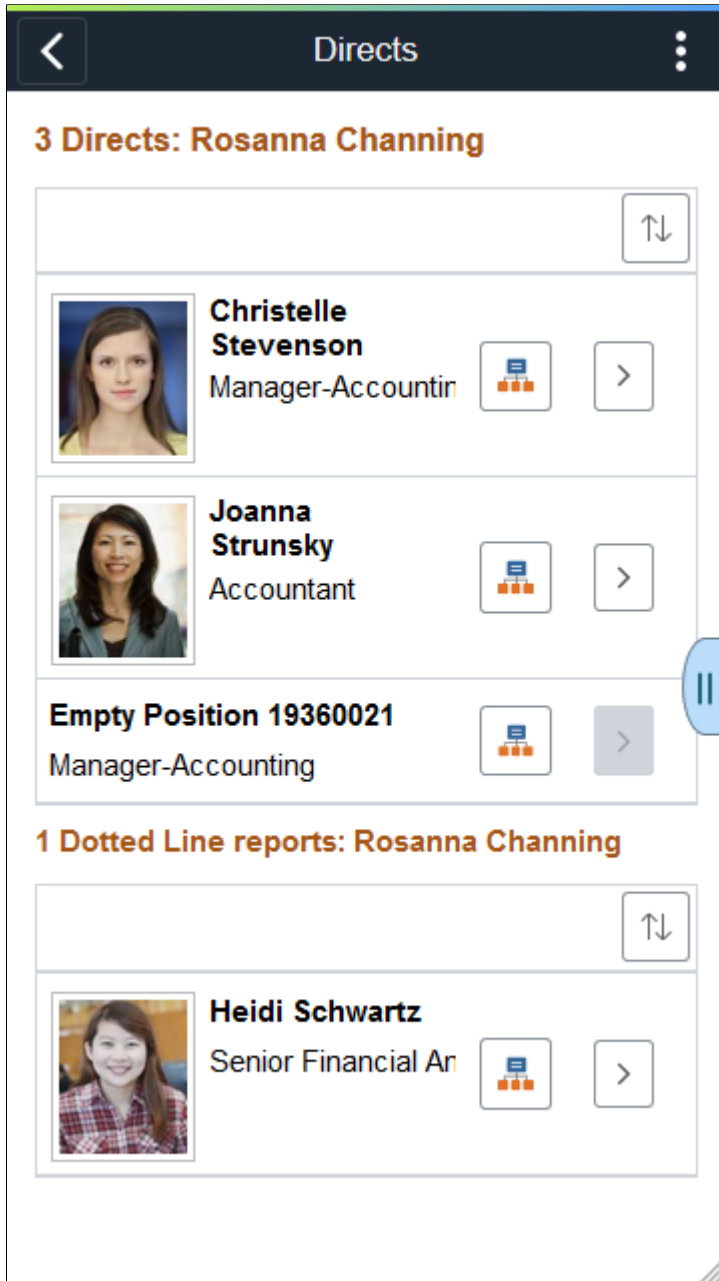 Directs
3 Directs: Rosanna Channing
Christelle
Stevenson
Manager-Accountin
Joanna
Strunsky
Accountant
Empty Position 19360021
Manager-Accounting
1 Dotted Line reports: Rosanna Channing
Heidi Schwartz
Senior Financial An